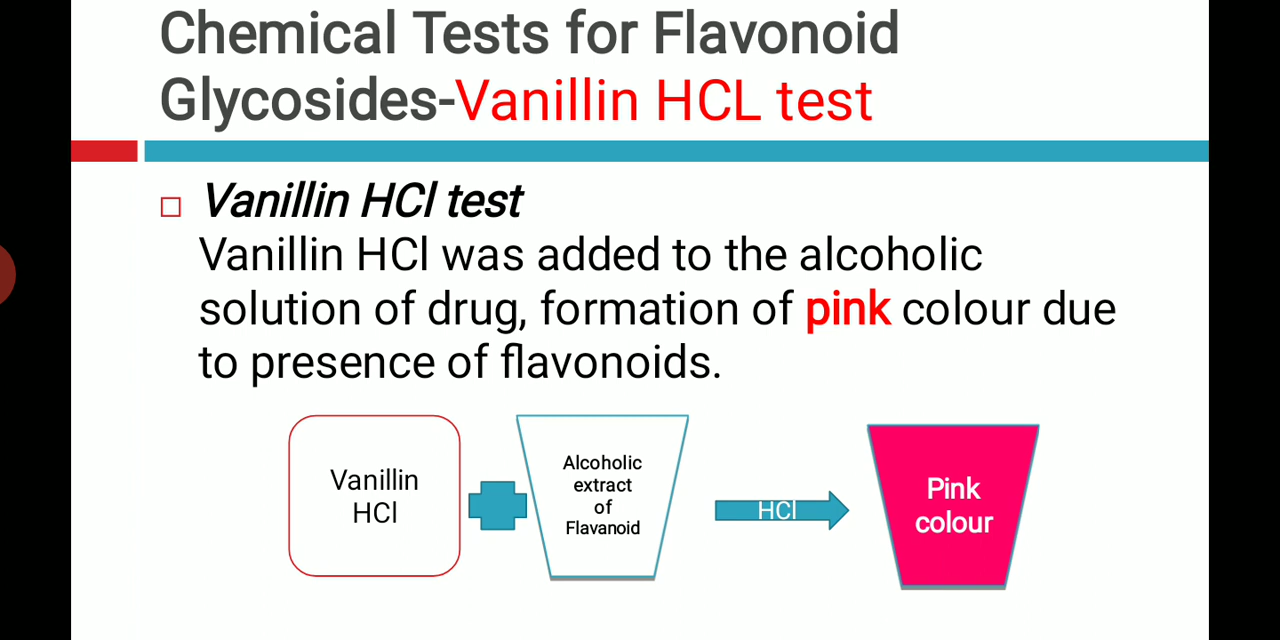 Chemical Tests for Flavonoid
Glycosides-Vanillin HCL test
Vanillin HCl test
Vanillin HCl was added to the alcoholic
solution of drug, formation of pink colour due
to presence of flavonoids.
Vanillin
HCl
Alcoholic
extract
of
Flavanoid
HCl
Pink
colour